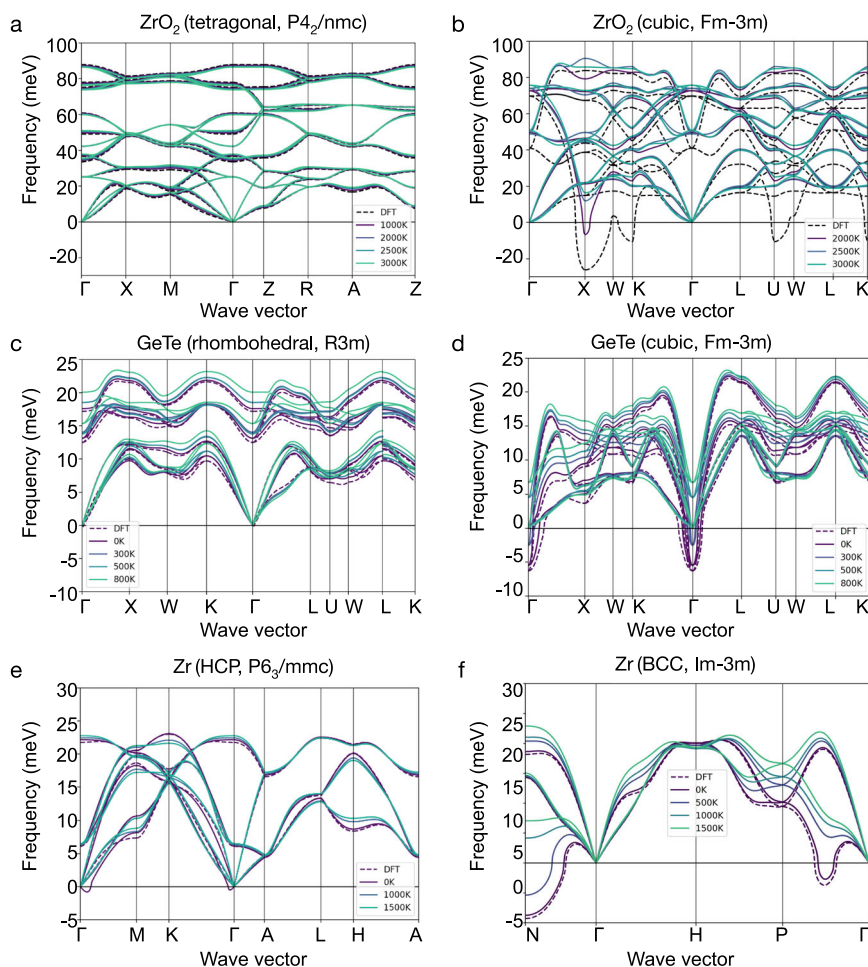 a
ZrO₂ (tetragonal, P4₂/nmc)
Frequency (meV)
100
80
60
40
20
0
-20
DFT
1000K
2000K
2500K
3000K
Γ X M Γ Z R A Z
Wave vector
b
ZrO₂ (cubic, Fm-3m)
Frequency (meV)
100
80
60
40
20
0
-20
DFT
2000K
2500K
3000K
Γ X W K Γ L U W L K
Wave vector
c
GeTe (rhombohedral, R3m)
Frequency (meV)
25
20
15
10
5
0
-5
-10
DFT
0K
300K
500K
800K
Γ X W K Γ L U W L K
Wave vector
d
GeTe (cubic, Fm-3m)
Frequency (meV)
25
20
15
10
5
0
-5
-10
DFT
0K
300K
500K
800K
Γ X W K Γ L U W L K
Wave vector
e
Zr (HCP, P6₃/mmc)
Frequency (meV)
30
25
20
15
10
5
0
-5
DFT
0K
1000K
1500K
Γ M K Γ A L H A
Wave vector
f
Zr (BCC, Im-3m)
Frequency (meV)
30
25
20
15
10
5
0
-5
DFT
0K
500K
1000K
1500K
N Γ H P Γ
Wave vector